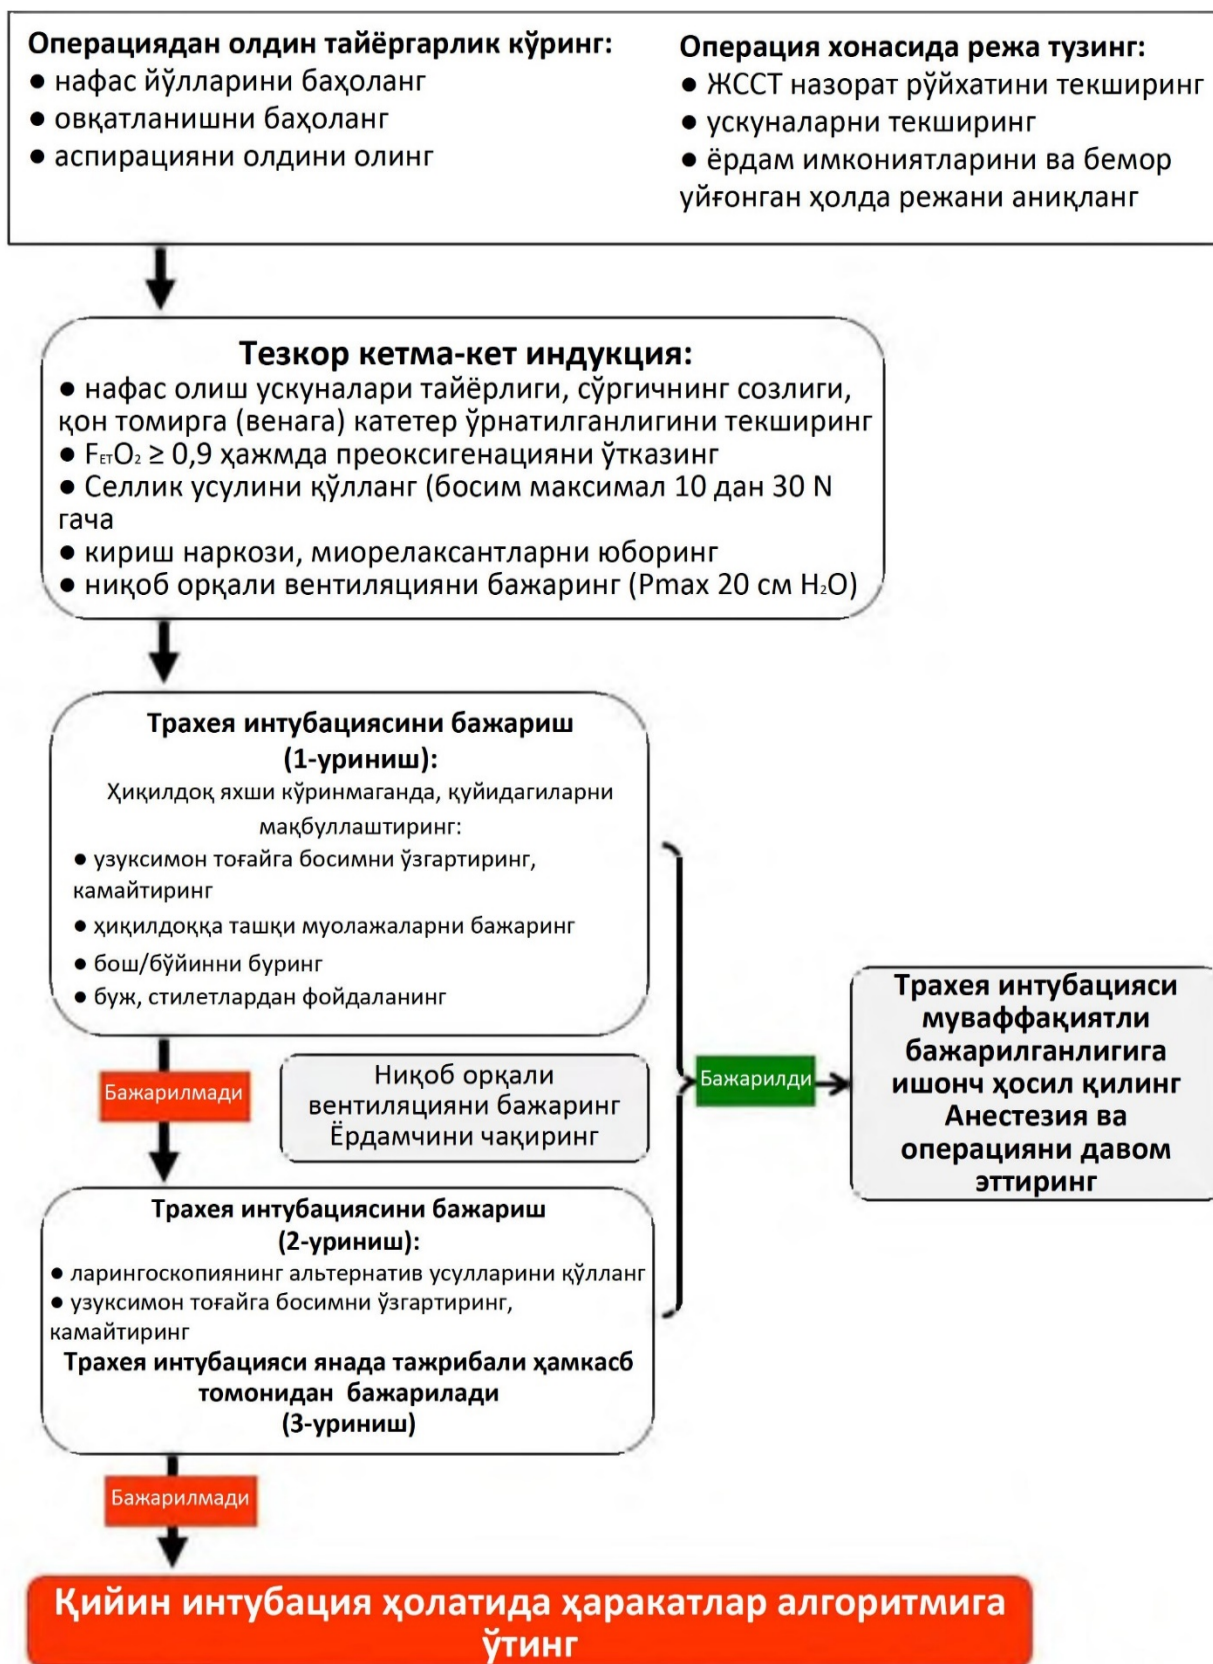 Операциядан олдин тайёргарлик кўринг:
● нафас йўлларини баҳоланг
● овқатланишни баҳоланг
● аспирацияни олдини олинг
Операция хонасида режа тузинг:
● ЖССТ назорат рўйхатини текширинг
● ускуналарни текширинг
● ёрдам имкониятларини ва бемор
уйғонган ҳолда режани аниқланг
Тезкор кетма-кет индукция:
● нафас олиш ускуналари тайёрлиги, сўргичнинг созлиги,
қон томирга (венага) катетер ўрнатилганлигини текширинг
● FᴇтO₂ ≥ 0,9 ҳажмда преоксигенацияни ўтказинг
● Селлик усулини қўлланг (босим максимал 10 дан 30 N
гача
● кириш наркози, миорелаксантларни юборинг
● ниқоб орқали вентиляцияни бажаринг (Pmax 20 см H₂O)
Трахея интубациясини бажариш
(1-уриниш):
Ҳиқилдоқ яхши кўринмаганда, қуйидагиларни
мақбуллаштиринг:
● узуксимон тоғайга босимни ўзгартиринг,
камайтиринг
● ҳиқилдоққа ташқи муолажаларни бажаринг
● бош/бўйинни буринг
● буж, стилетлардан фойдаланинг
Бажарилмади
Ниқоб орқали
вентиляцияни бажаринг
Ёрдамчини чақиринг
Бажарилди
Трахея интубацияси
муваффақиятли
бажарилганлигига
ишонч ҳосил қилинг
Анестезия ва
операцияни давом
эттиринг
Трахея интубациясини бажариш
(2-уриниш):
● ларингоскопиянинг альтернатив усулларини қўлланг
● узуксимон тоғайга босимни ўзгартиринг,
камайтиринг
Трахея интубацияси янада тажрибали ҳамкасб
томонидан бажарилади
(3-уриниш)
Бажарилмади
Қийин интубация ҳолатида ҳаракатлар алгоритмига
ўтинг